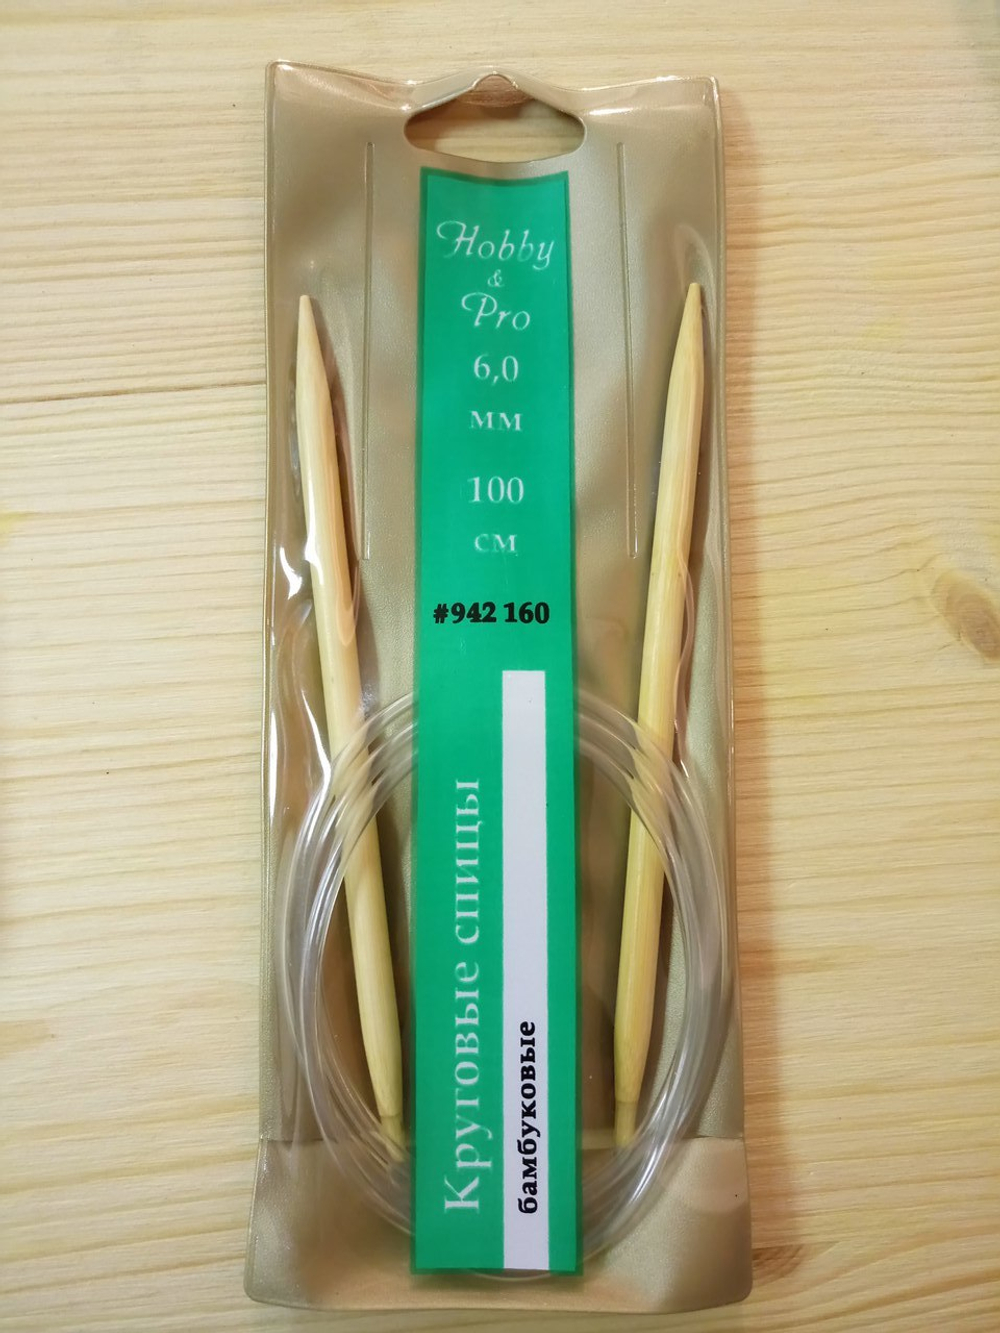 Hobby
&
Pro
6,0
мм
100
см
#942 160
Круговые спицы
бамбуковые